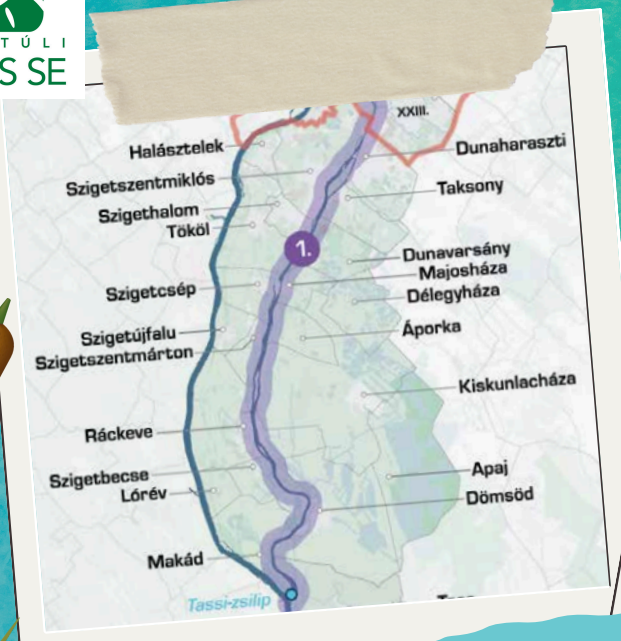 TÚLI
S SE
XXIII.
Halásztelek
Dunaharaszti
Szigetszentmiklós
Taksony
Szigethalom
Tököl
1.
Dunavarsány
Majosháza
Szigetcsép
Délegyháza
Szigetújfalu
Áporka
Szigetszentmárton
Kiskunlacháza
Ráckeve
Szigetbecse
Apaj
Lórév
Dömsöd
Makád
Tassi-zsilip